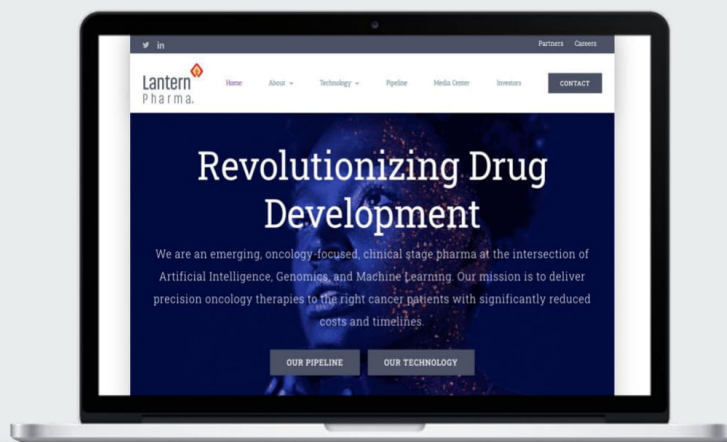 in
Partners Careers
Lantern
Pharma.
Home About Technology Pipeline Media Center Investors CONTACT
Revolutionizing Drug
Development
We are an emerging, oncology-focused, clinical stage pharma at the intersection of
Artificial Intelligence, Genomics, and Machine Learning. Our mission is to deliver
precision oncology therapies to the right cancer patients with significantly reduced
costs and timelines.
OUR PIPELINE OUR TECHNOLOGY